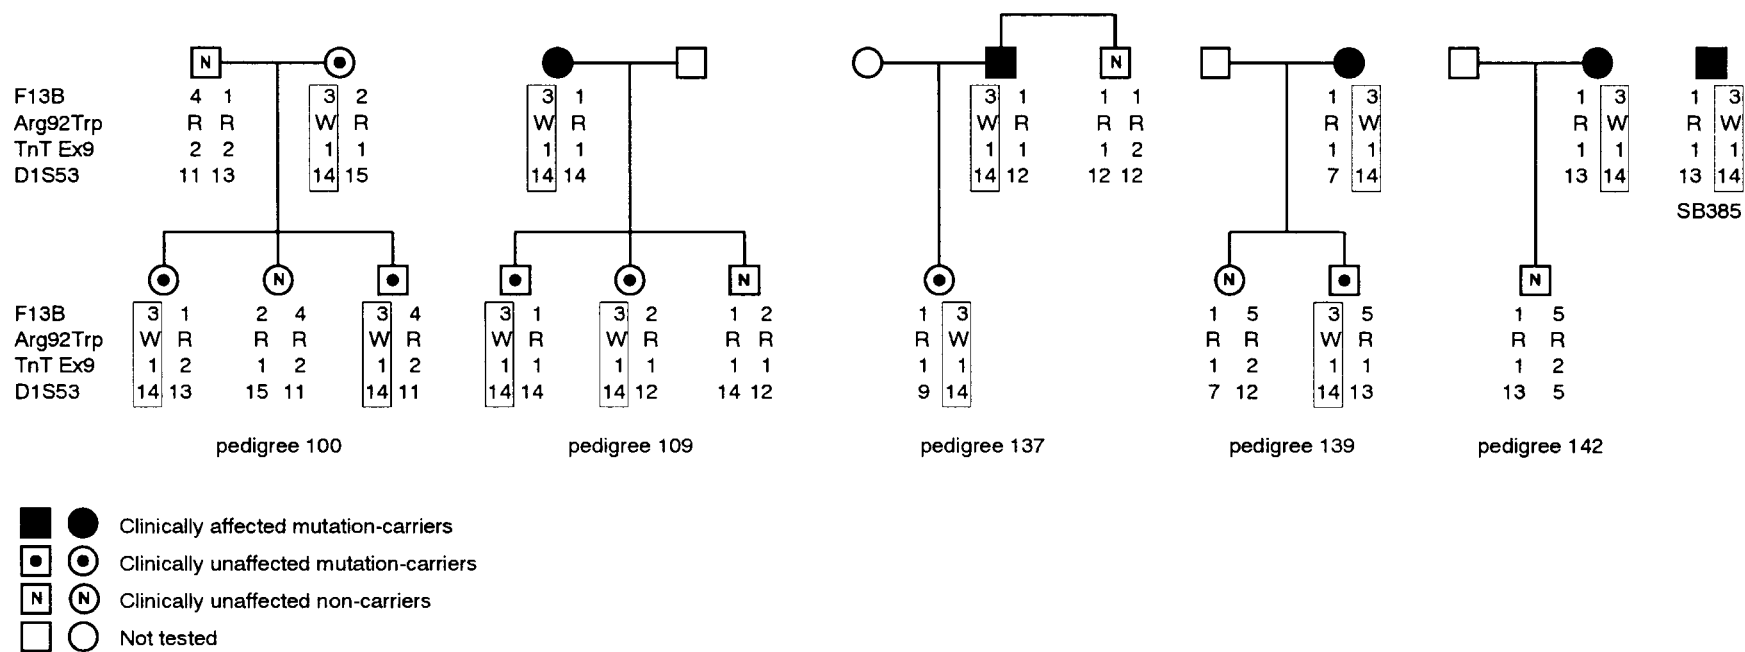 N N
F13B 4 1 3 2 3 1 3 1 1 1 1 3 1 3 1 3
Arg92Trp R R W R W R W R R R R W R W R W
TnT Ex9 2 2 1 1 1 1 1 1 1 2 1 1 1 1 1 1
D1S53 11 13 14 15 14 14 14 12 12 12 7 14 13 14 13 14
SB385
N N N N
F13B 3 1 2 4 3 4 3 1 3 2 1 2 1 3 1 5 3 5 1 5
Arg92Trp W R R R W R W R W R R R R W R R W R R R
TnT Ex9 1 2 1 2 1 2 1 1 1 1 1 1 1 1 1 2 1 1 1 2
D1S53 14 13 15 11 14 11 14 14 14 12 14 12 9 14 7 12 14 13 13 5
pedigree 100 pedigree 109 pedigree 137 pedigree 139 pedigree 142
Clinically affected mutation-carriers
Clinically unaffected mutation-carriers
N N Clinically unaffected non-carriers
Not tested